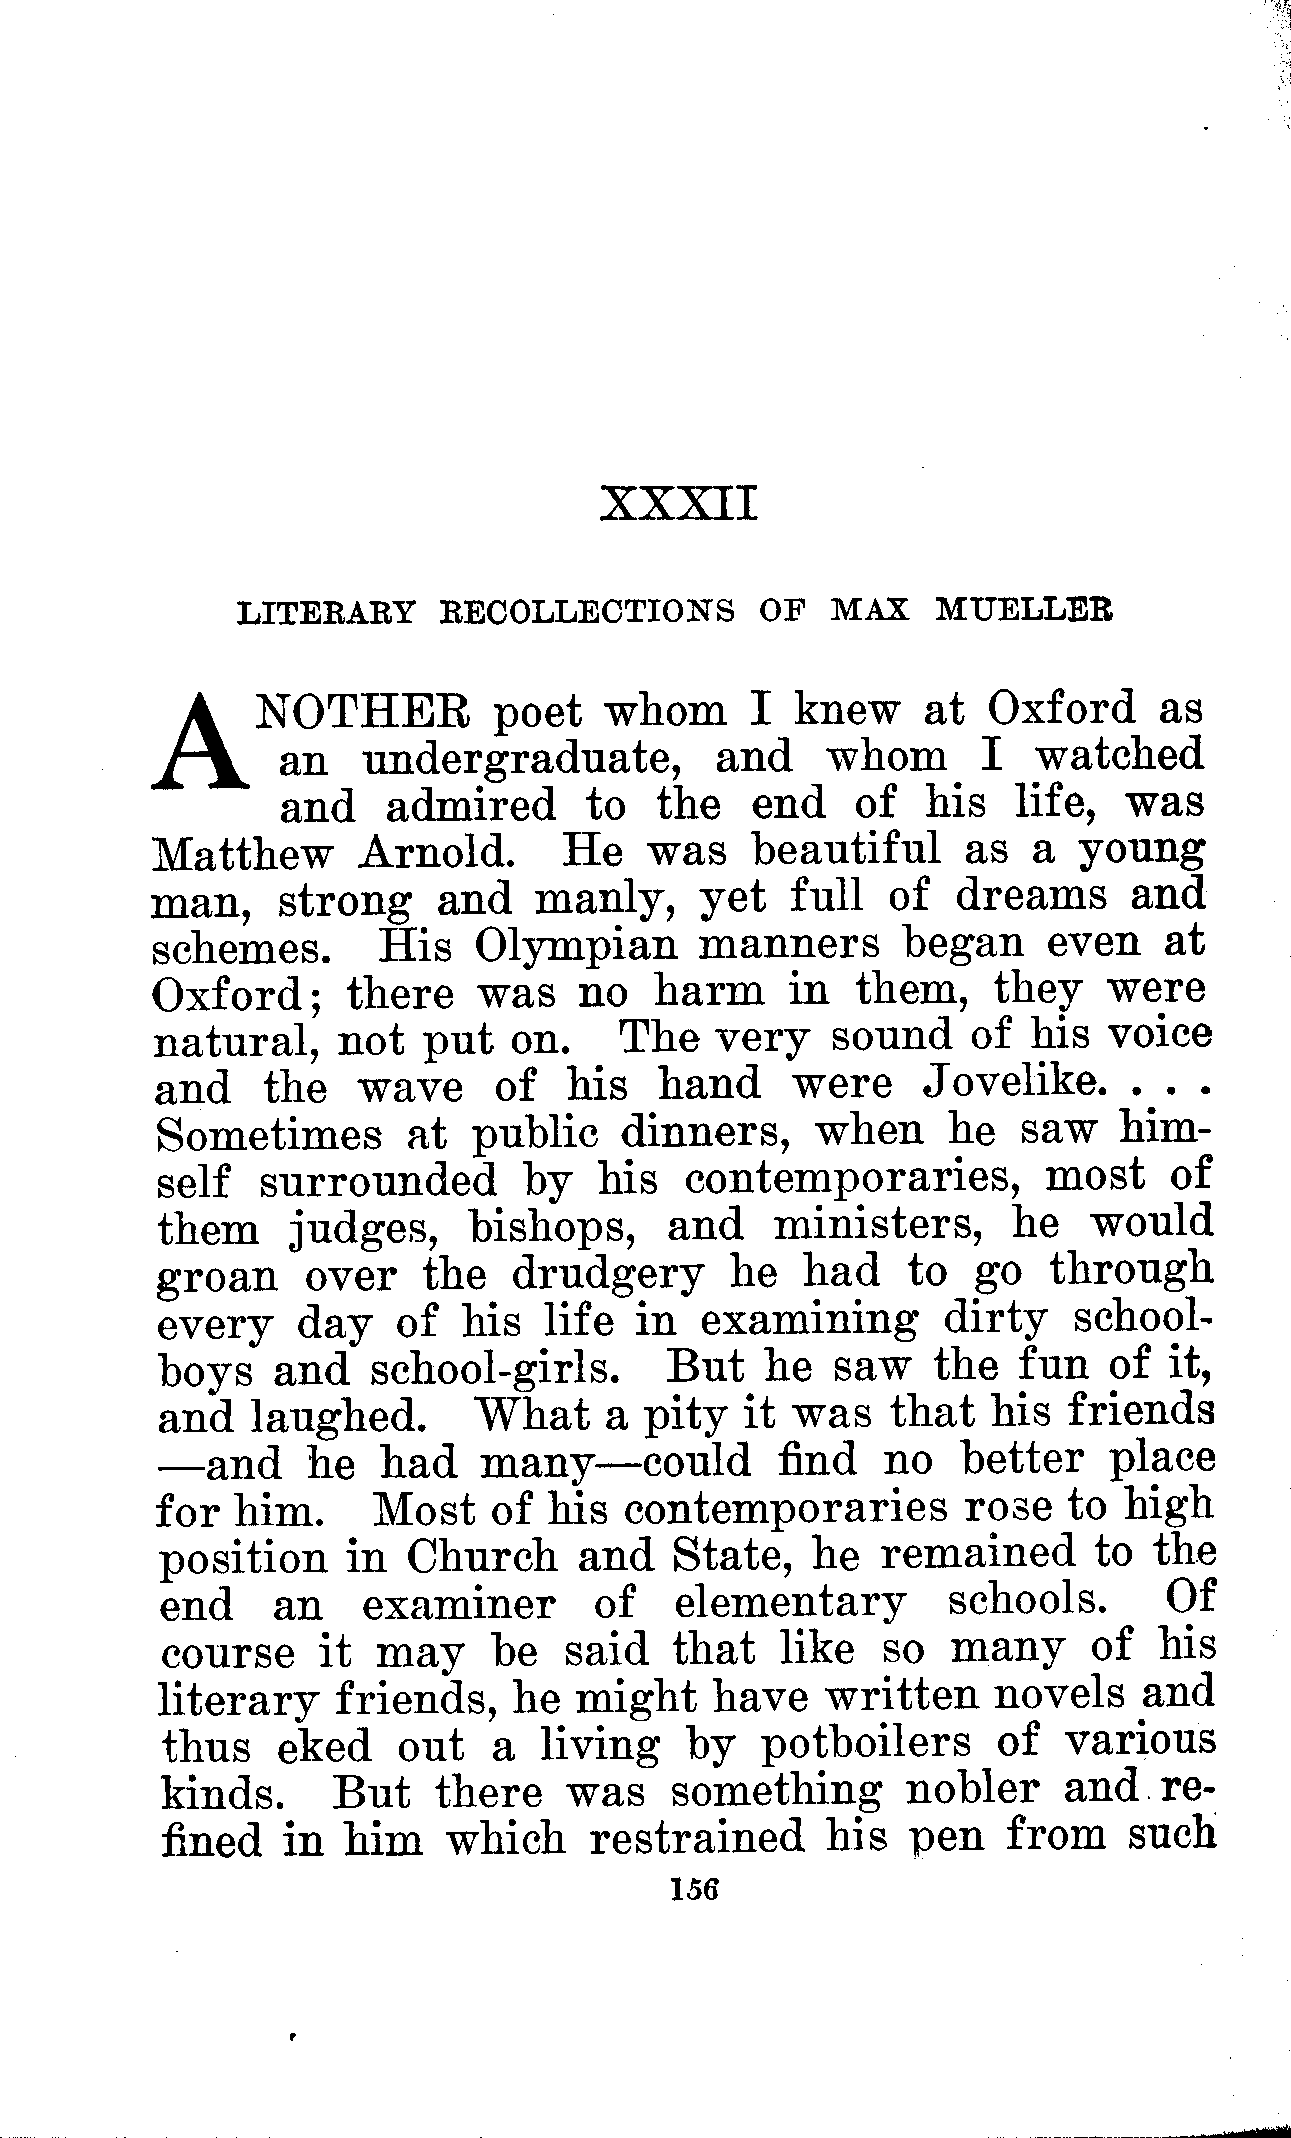 XXXII
LITERARY RECOLLECTIONS OF MAX MUELLER
ANOTHER poet whom I knew at Oxford as
an undergraduate, and whom I watched
and admired to the end of his life, was
Matthew Arnold. He was beautiful as a young
man, strong and manly, yet full of dreams and
schemes. His Olympian manners began even at
Oxford; there was no harm in them, they were
natural, not put on. The very sound of his voice
and the wave of his hand were Jovelike. . . .
Sometimes at public dinners, when he saw him-
self surrounded by his contemporaries, most of
them judges, bishops, and ministers, he would
groan over the drudgery he had to go through
every day of his life in examining dirty school-
boys and school-girls. But he saw the fun of it,
and laughed. What a pity it was that his friends
—and he had many—could find no better place
for him. Most of his contemporaries rose to high
position in Church and State, he remained to the
end an examiner of elementary schools. Of
course it may be said that like so many of his
literary friends, he might have written novels and
thus eked out a living by potboilers of various
kinds. But there was something nobler and re-
fined in him which restrained his pen from such
156